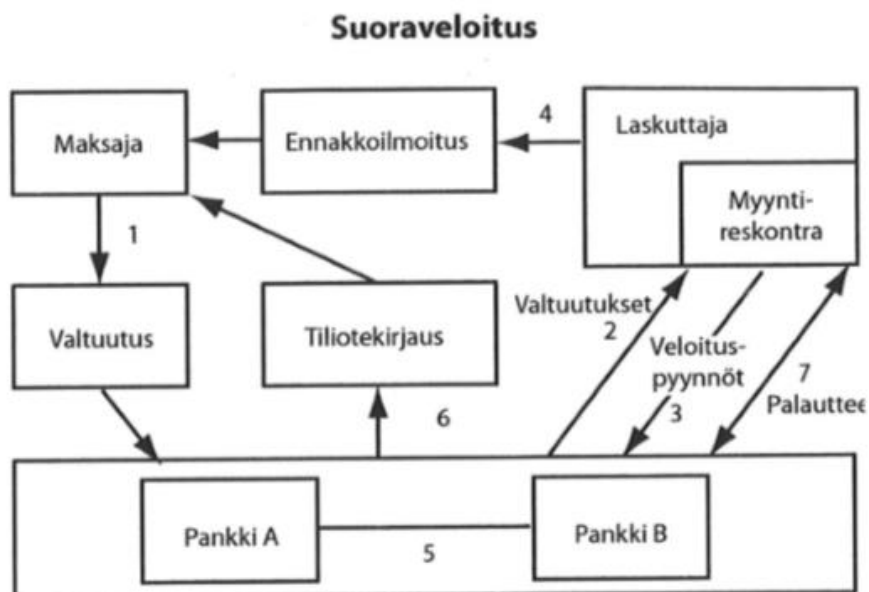 Suoraveloitus
Maksaja
Ennakkoilmoitus
4
Laskuttaja
Myynti-
reskontra
1
Valtuutus
Tiliotekirjaus
Valtuutukset
2
Veloitus-
pyynnöt
3
7
Palauttee
6
Pankki A
5
Pankki B